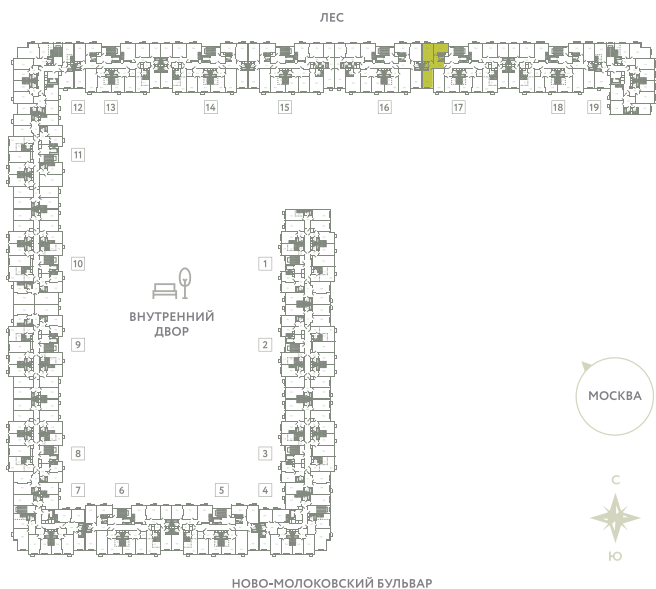 ЛЕС
12 13 14 15 16 17 18 19
11
10 1
ВНУТРЕННИЙ
ДВОР
9 2
МОСКВА
8 3
7 6 5 4
С
Ю
НОВО-МОЛОКОВСКИЙ БУЛЬВАР